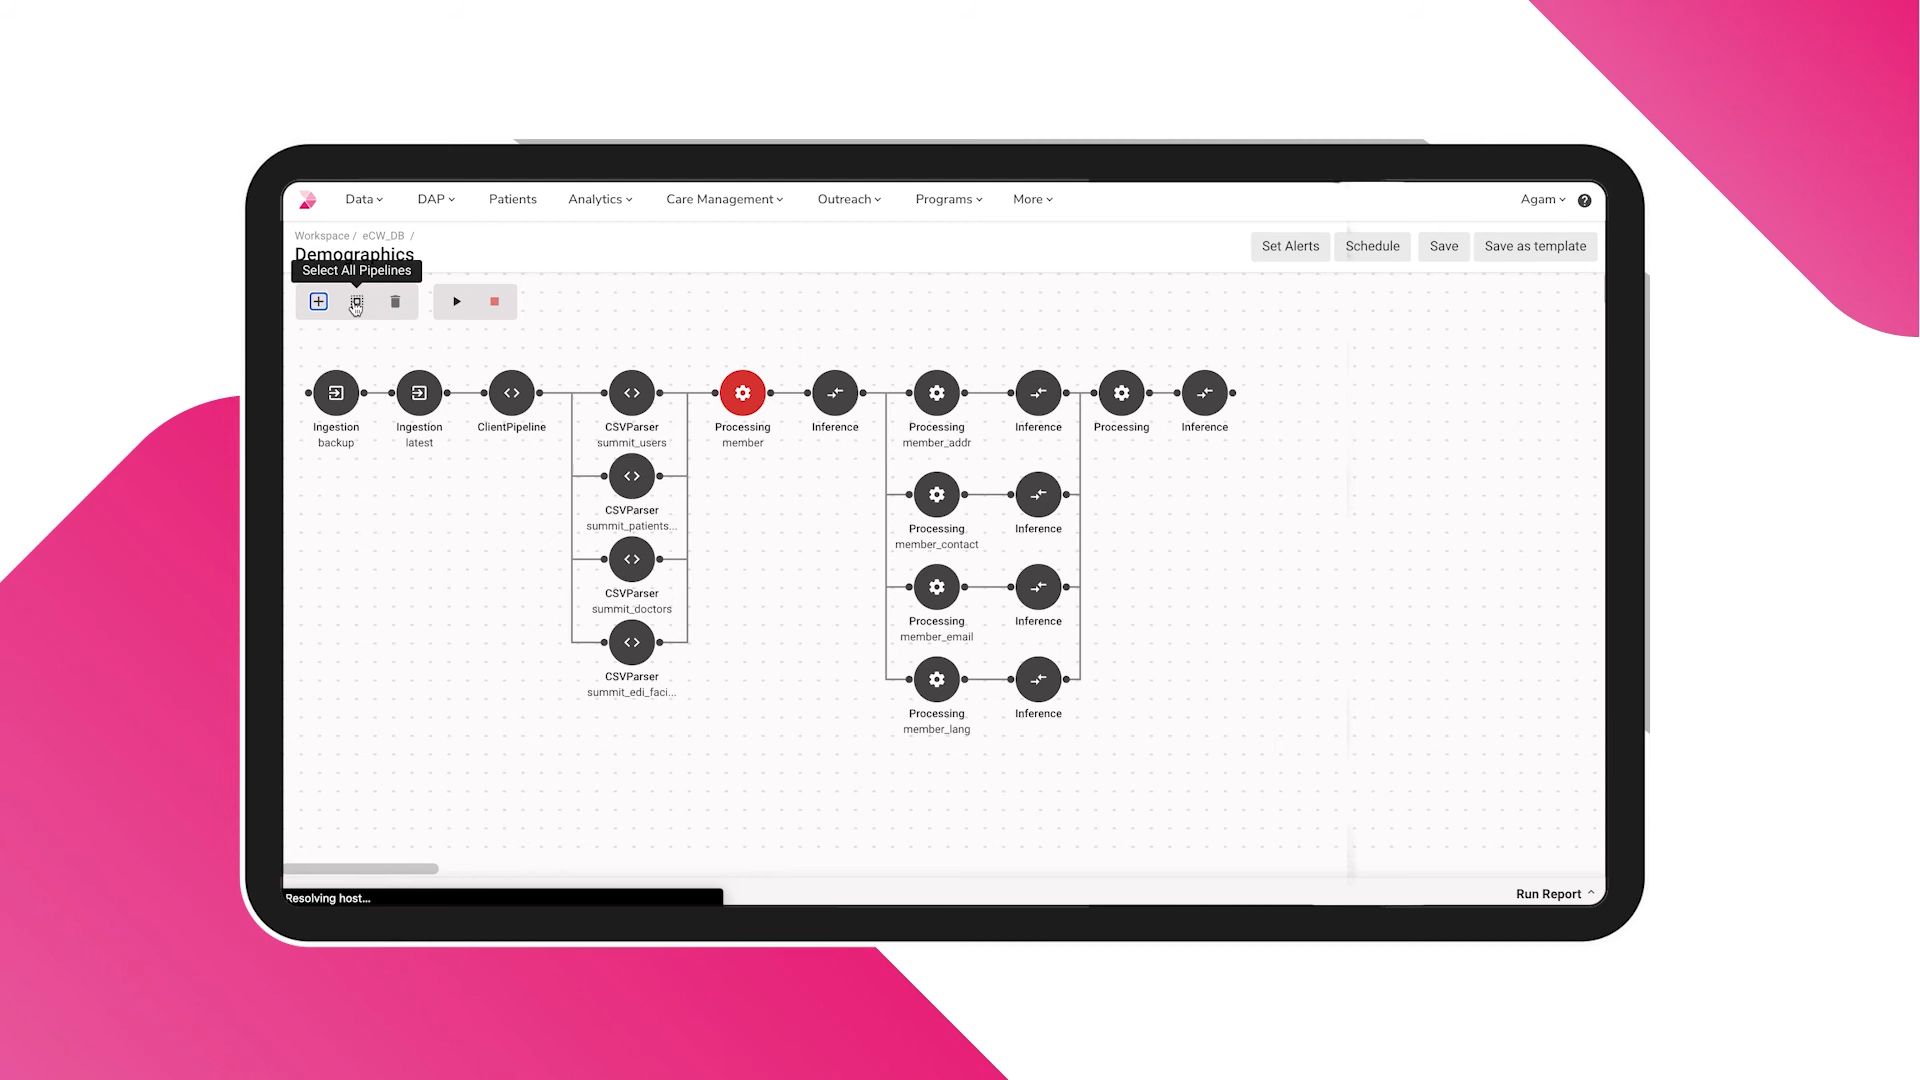 Data
DAP
Patients
Analytics
Care Management
Outreach
Programs
More
Agam
?
Workspace / eCW_DB /
Demographics
Set Alerts
Schedule
Save
Save as template
Select All Pipelines
Ingestion
backup
Ingestion
latest
ClientPipeline
CSVParser
summit_users
Processing
member
Inference
Processing
member_addr
Inference
Processing
Inference
CSVParser
summit_patients...
Processing
member_contact
Inference
CSVParser
summit_doctors
Processing
member_email
Inference
CSVParser
summit_edi_faci...
Processing
member_lang
Inference
Resolving host...
Run Report